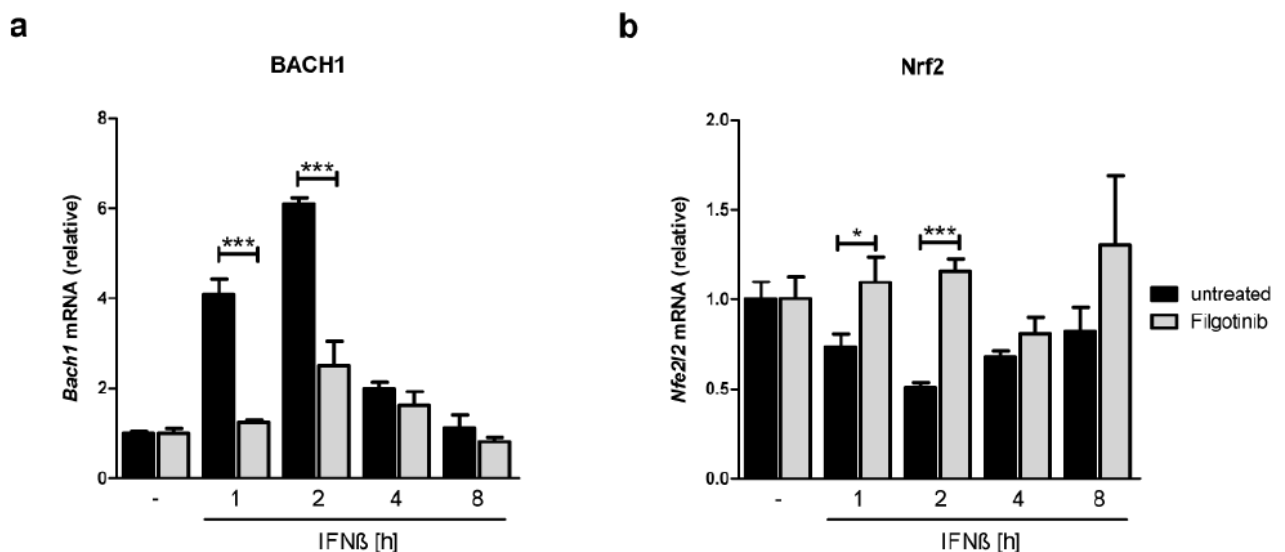 a
BACH1
Bach1 mRNA (relative)
8
6
4
2
0
***
***
- 1 2 4 8
IFNß [h]
b
Nrf2
Nfe2l2 mRNA (relative)
2.0
1.5
1.0
0.5
0.0
*
***
- 1 2 4 8
IFNß [h]
untreated
Filgotinib